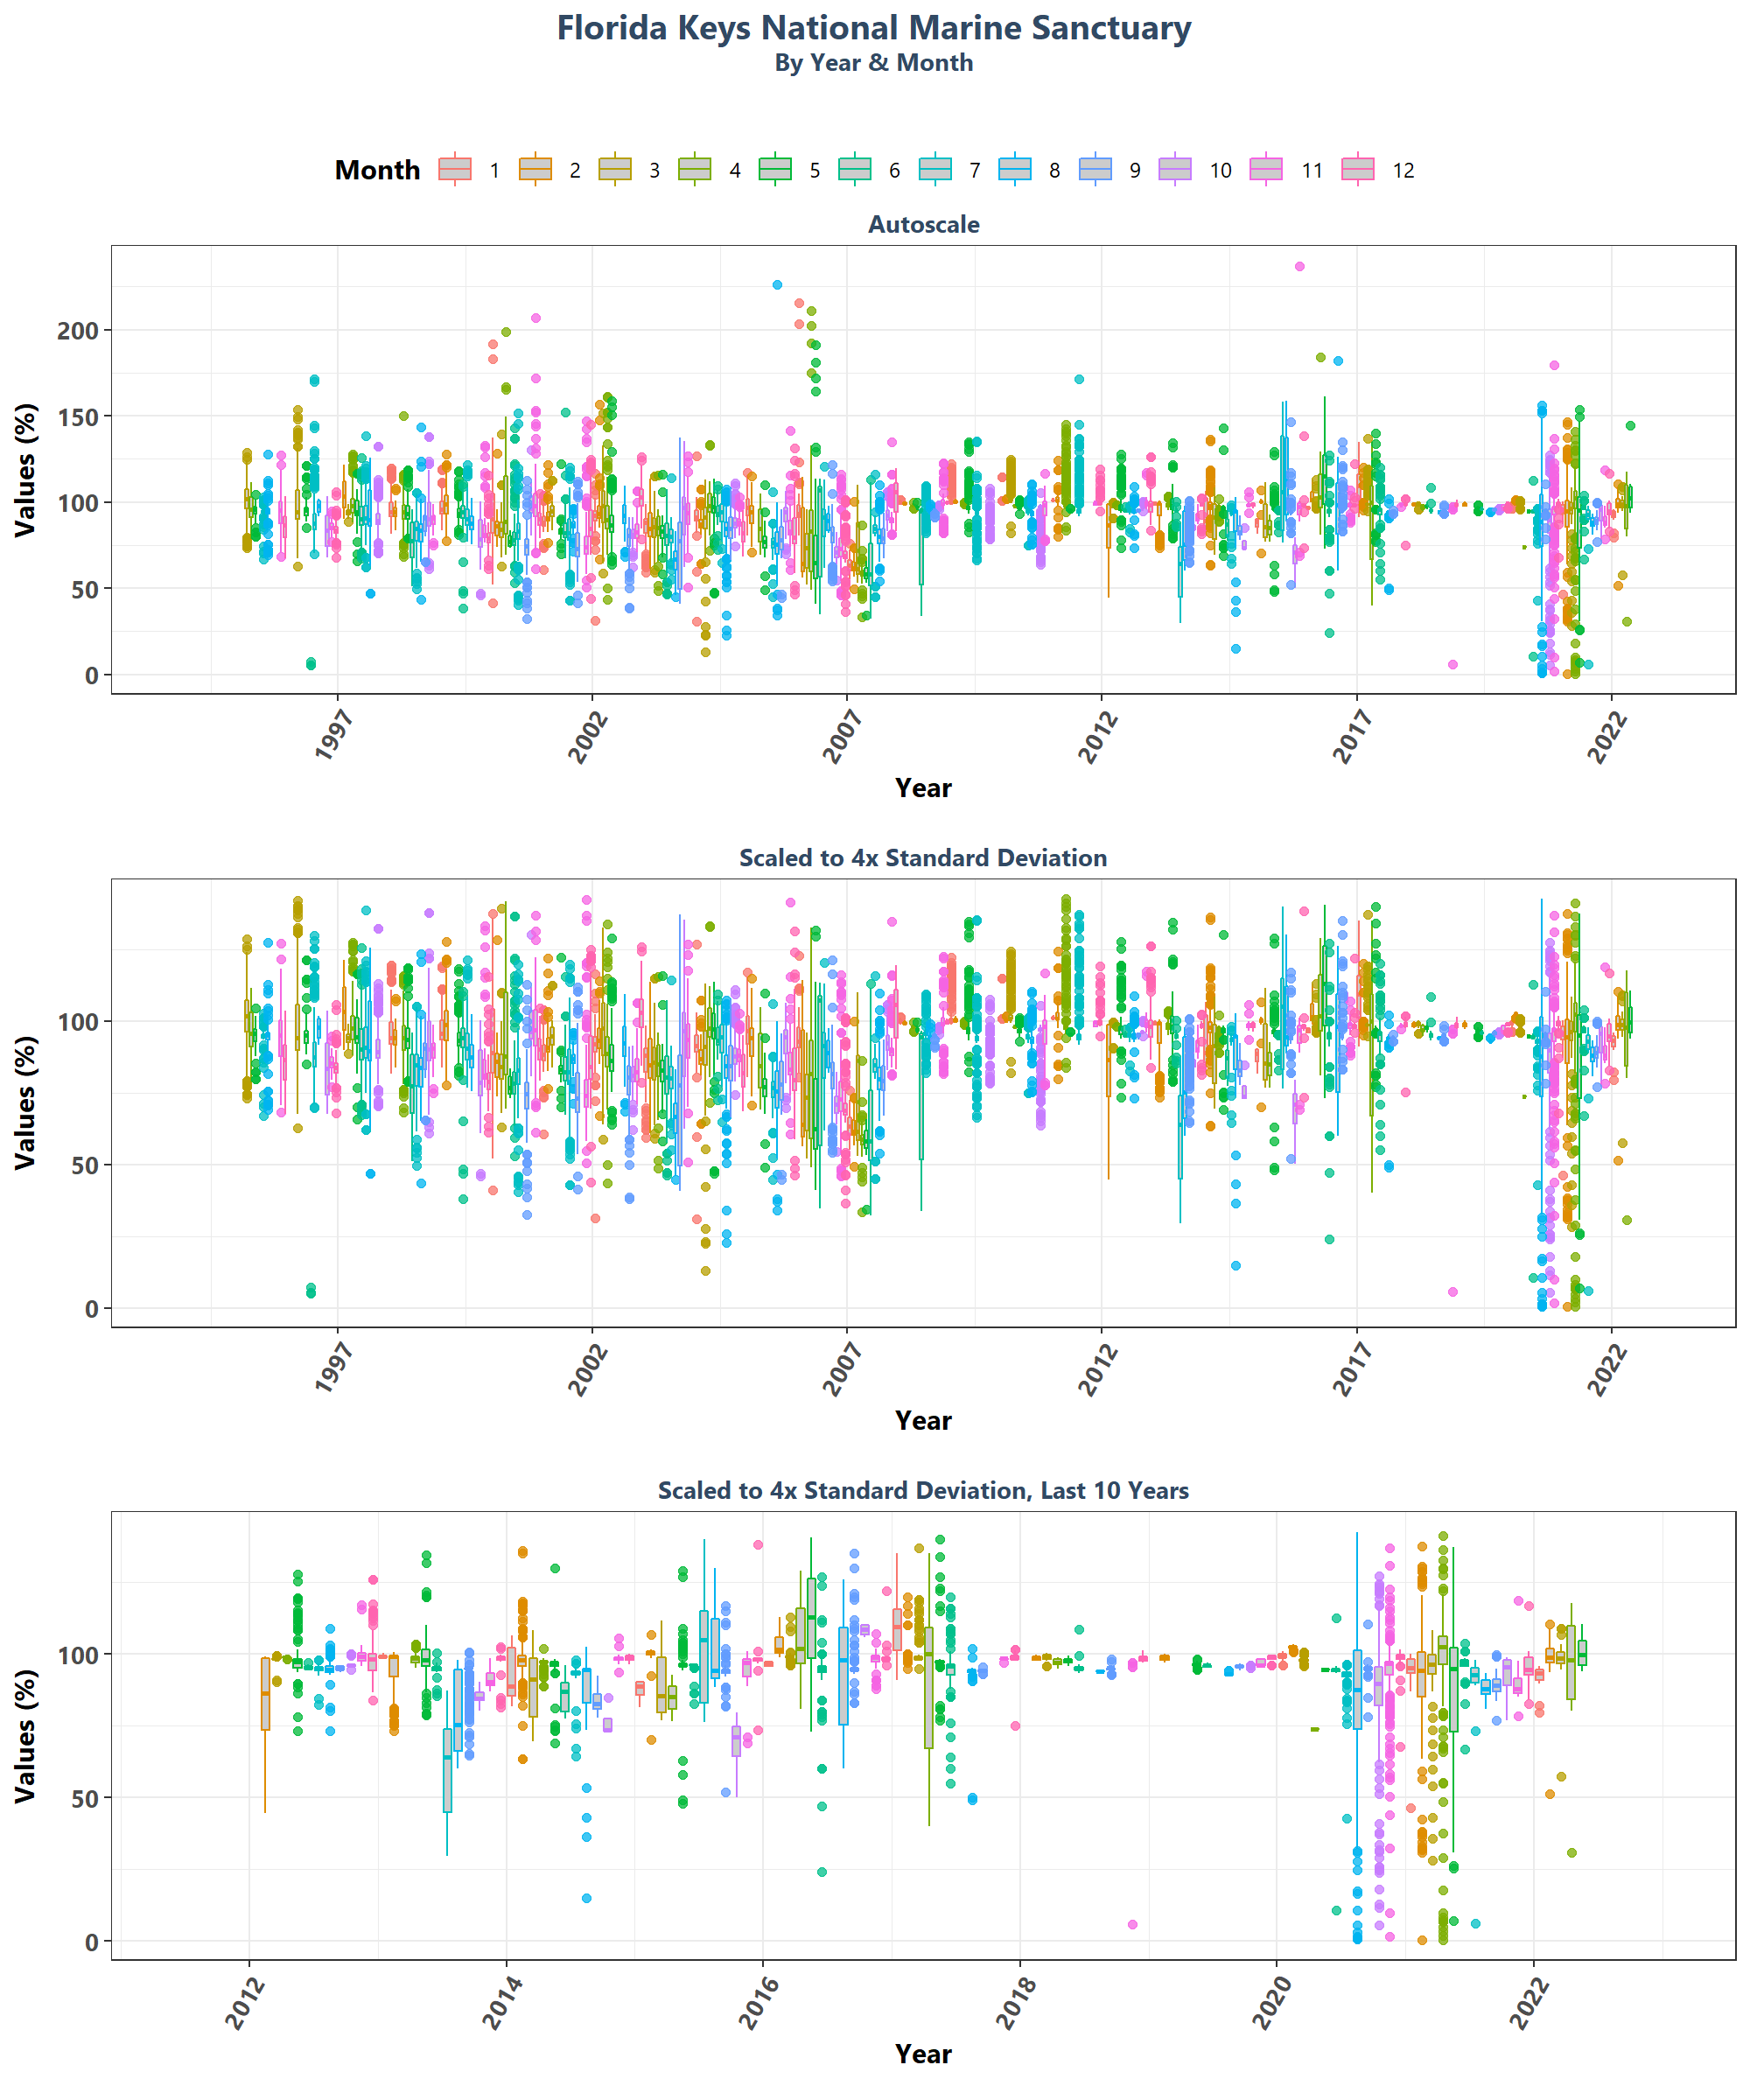 Florida Keys National Marine Sanctuary
By Year & Month
Month 1 2 3 4 5 6 7 8 9 10 11 12
Autoscale
Values (%)
200
150
100
50
0
1997 2002 2007 2012 2017 2022
Year
Scaled to 4x Standard Deviation
Values (%)
100
50
0
1997 2002 2007 2012 2017 2022
Year
Scaled to 4x Standard Deviation, Last 10 Years
Values (%)
100
50
0
2012 2014 2016 2018 2020 2022
Year